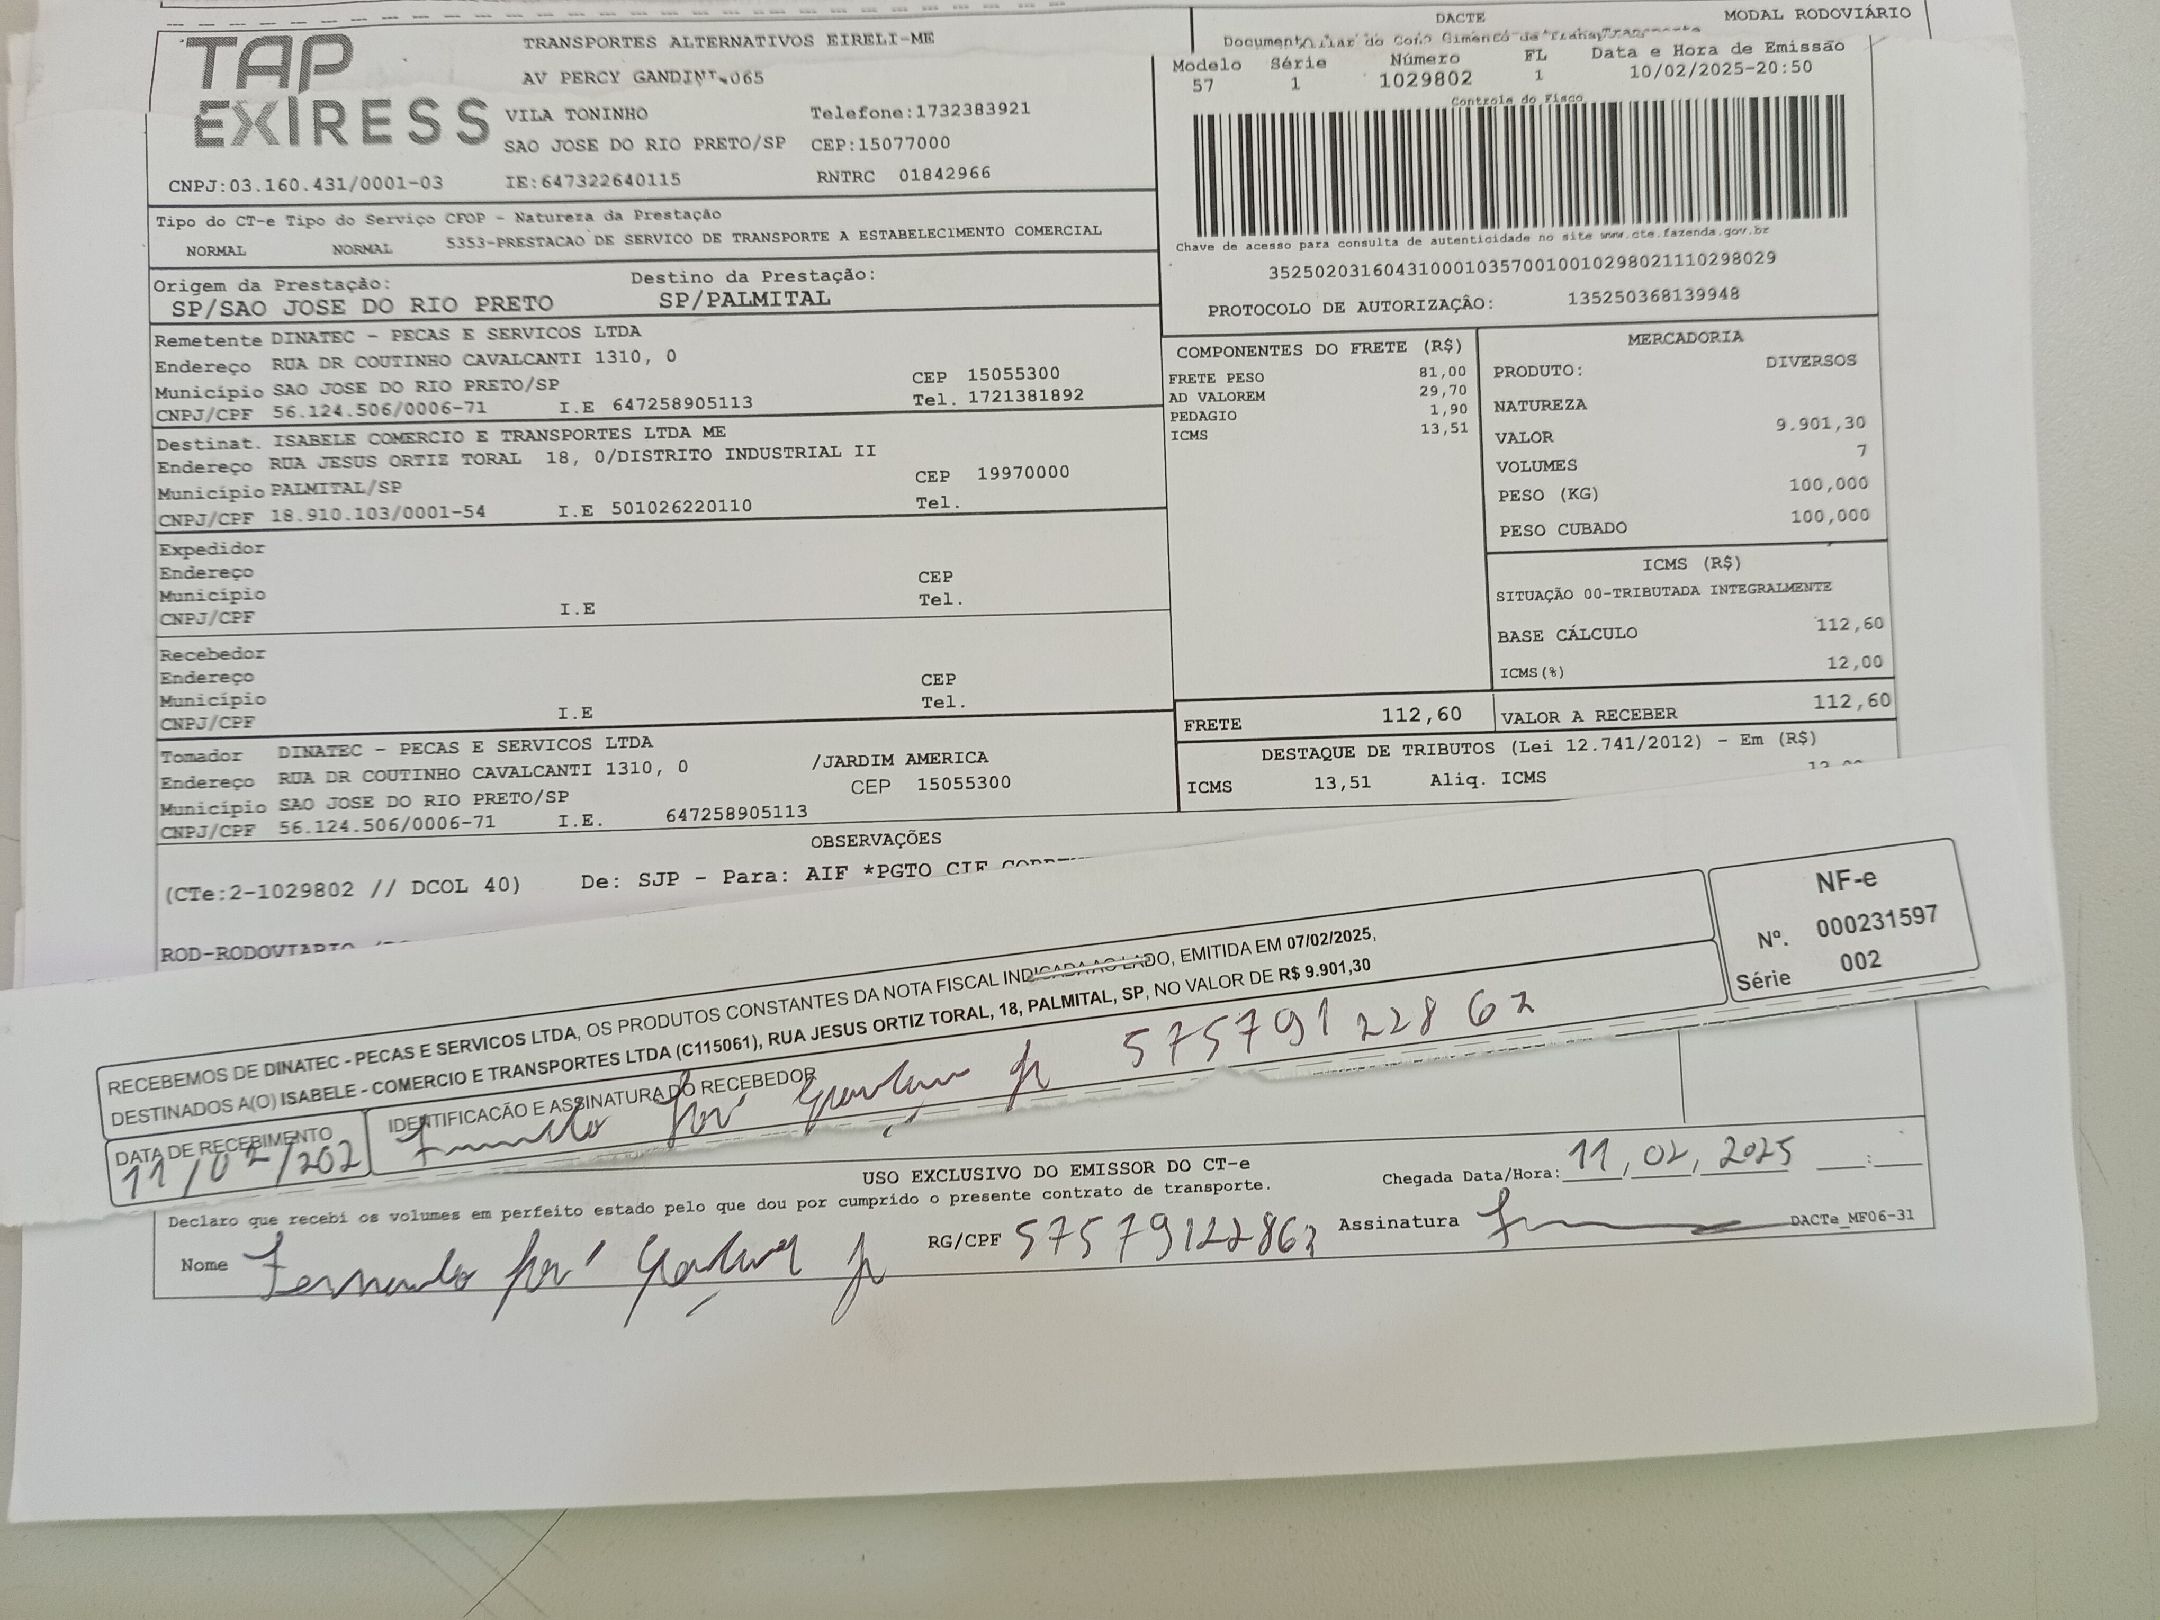 TAP
EXIRESS
TRANSPORTES ALTERNATIVOS EIRELI-ME
AV PERCY GANDINI 065
VILA TONINHO Telefone:1732383921
SAO JOSE DO RIO PRETO/SP CEP:15077000
CNPJ:03.160.431/0001-03 IE:647322640115 RNTRC 01842966
DACTE MODAL RODOVIÁRIO
Modelo Série Número FL Data e Hora de Emissão
57 1 1029802 1 10/02/2025-20:50
Controle do Fisco
Chave de acesso para consulta de autenticidade no site www.cte.fazenda.gov.br
35250203160431000103570010010298021110298029
PROTOCOLO DE AUTORIZAÇÃO: 135250368139948
Tipo do CT-e Tipo do Serviço CFOP - Natureza da Prestação
NORMAL NORMAL 5353-PRESTACAO DE SERVICO DE TRANSPORTE A ESTABELECIMENTO COMERCIAL
Origem da Prestação: Destino da Prestação:
SP/SAO JOSE DO RIO PRETO SP/PALMITAL
Remetente DINATEC - PECAS E SERVICOS LTDA
Endereço RUA DR COUTINHO CAVALCANTI 1310, 0
Município SAO JOSE DO RIO PRETO/SP CEP 15055300
CNPJ/CPF 56.124.506/0006-71 I.E 647258905113 Tel. 1721381892
Destinat. ISABELE COMERCIO E TRANSPORTES LTDA ME
Endereço RUA JESUS ORTIZ TORAL 18, 0/DISTRITO INDUSTRIAL II
Município PALMITAL/SP CEP 19970000
CNPJ/CPF 18.910.103/0001-54 I.E 501026220110 Tel.
Expedidor
Endereço CEP
Município Tel.
CNPJ/CPF I.E
Recebedor
Endereço CEP
Município Tel.
CNPJ/CPF I.E
Tomador DINATEC - PECAS E SERVICOS LTDA
Endereço RUA DR COUTINHO CAVALCANTI 1310, 0 /JARDIM AMERICA
Município SAO JOSE DO RIO PRETO/SP CEP 15055300
CNPJ/CPF 56.124.506/0006-71 I.E. 647258905113
COMPONENTES DO FRETE (R$)
FRETE PESO 81,00
AD VALOREM 29,70
PEDAGIO 1,90
ICMS 13,51
MERCADORIA
PRODUTO: DIVERSOS
NATUREZA
VALOR 9.901,30
VOLUMES 7
PESO (KG) 100,000
PESO CUBADO 100,000
ICMS (R$)
SITUAÇÃO 00-TRIBUTADA INTEGRALMENTE
BASE CÁLCULO 112,60
ICMS(%) 12,00
FRETE 112,60 VALOR A RECEBER 112,60
DESTAQUE DE TRIBUTOS (Lei 12.741/2012) - Em (R$)
ICMS 13,51 Aliq. ICMS
OBSERVAÇÕES
(CTe:2-1029802 // DCOL 40) De: SJP - Para: AIF *PGTO CIF
ROD-RODOVIARIO
RECEBEMOS DE DINATEC - PECAS E SERVICOS LTDA, OS PRODUTOS CONSTANTES DA NOTA FISCAL INDICADA AO LADO, EMITIDA EM 07/02/2025,
DESTINADOS A(O) ISABELE - COMERCIO E TRANSPORTES LTDA (C115061), RUA JESUS ORTIZ TORAL, 18, PALMITAL, SP, NO VALOR DE R$ 9.901,30
NF-e
Nº. 000231597
Série 002
DATA DE RECEBIMENTO
11/02/202
IDENTIFICAÇÃO E ASSINATURA DO RECEBEDOR
57579122862
USO EXCLUSIVO DO EMISSOR DO CT-e
Chegada Data/Hora: 11, 02, 2025 :
Declaro que recebi os volumes em perfeito estado pelo que dou por cumprido o presente contrato de transporte.
Nome Fernando José Jr RG/CPF 57579122862 Assinatura DACTe_MF06-31